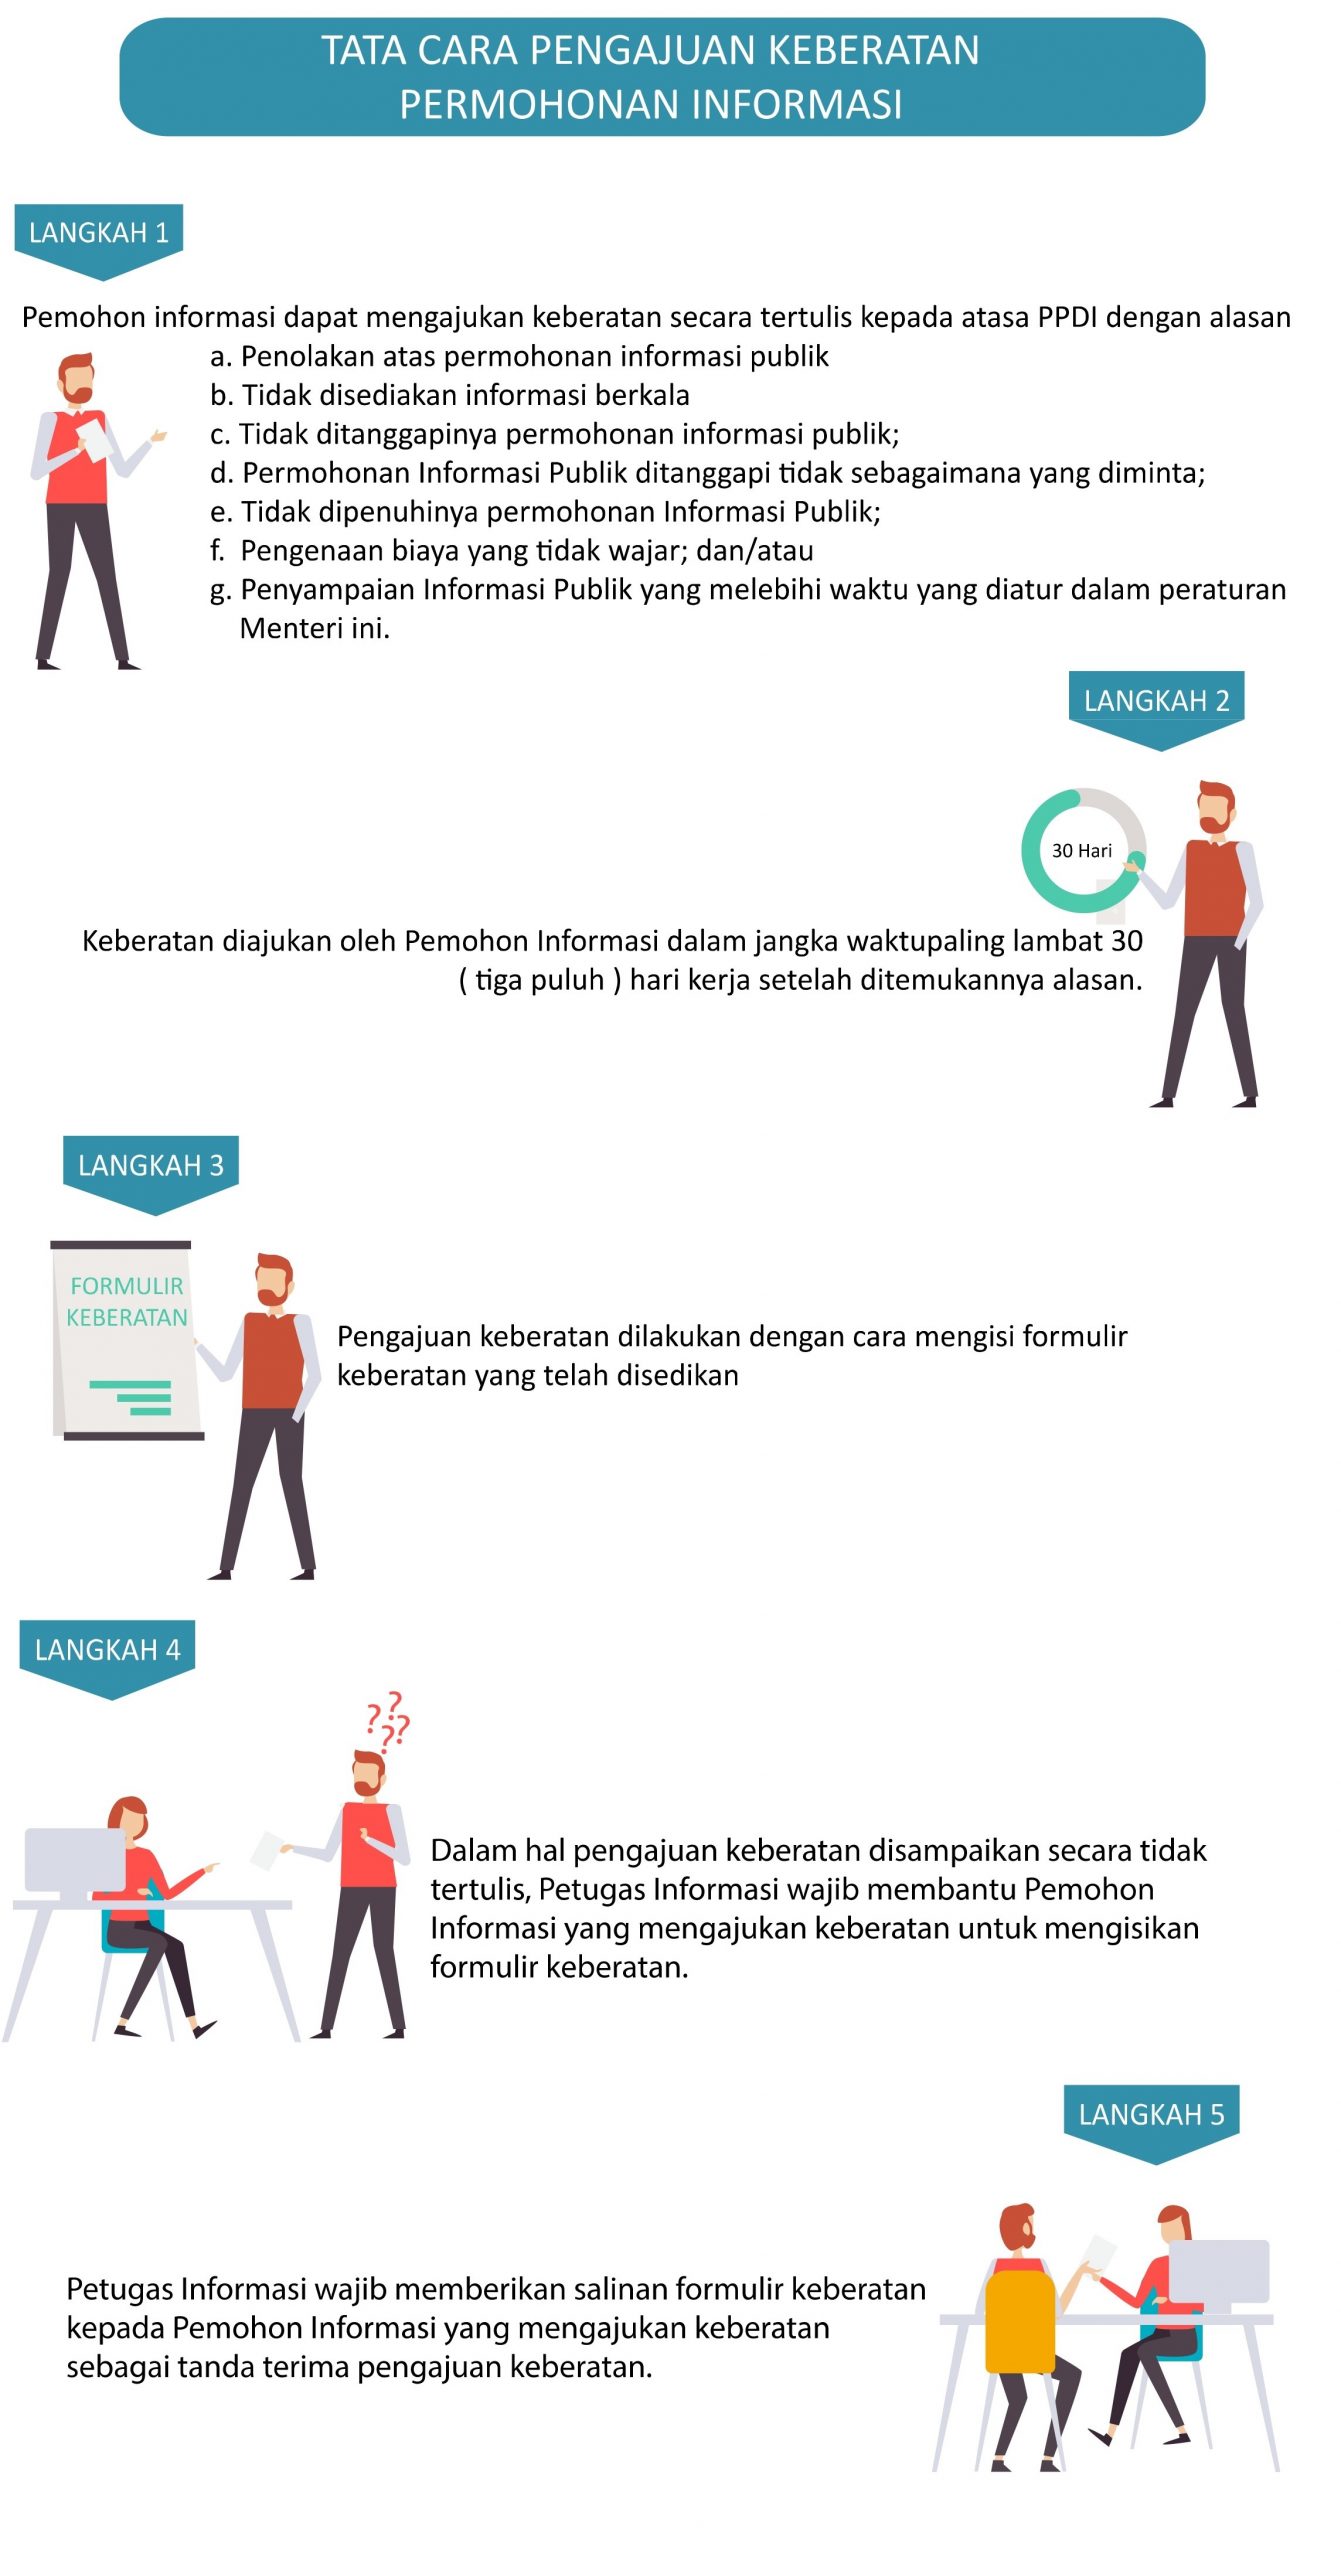 TATA CARA PENGAJUAN KEBERATAN
PERMOHONAN INFORMASI
LANGKAH 1
Pemohon informasi dapat mengajukan keberatan secara tertulis kepada atasa PPDI dengan alasan
a. Penolakan atas permohonan informasi publik
b. Tidak disediakan informasi berkala
c. Tidak ditanggapinya permohonan informasi publik;
d. Permohonan Informasi Publik ditanggapi tidak sebagaimana yang diminta;
e. Tidak dipenuhinya permohonan Informasi Publik;
f. Pengenaan biaya yang tidak wajar; dan/atau
g. Penyampaian Informasi Publik yang melebihi waktu yang diatur dalam peraturan
Menteri ini.
LANGKAH 2
30 Hari
Keberatan diajukan oleh Pemohon Informasi dalam jangka waktupaling lambat 30
( tiga puluh ) hari kerja setelah ditemukannya alasan.
LANGKAH 3
FORMULIR
KEBERATAN
Pengajuan keberatan dilakukan dengan cara mengisi formulir
keberatan yang telah disedikan
LANGKAH 4
? ? ? ? ?
Dalam hal pengajuan keberatan disampaikan secara tidak
tertulis, Petugas Informasi wajib membantu Pemohon
Informasi yang mengajukan keberatan untuk mengisikan
formulir keberatan.
LANGKAH 5
Petugas Informasi wajib memberikan salinan formulir keberatan
kepada Pemohon Informasi yang mengajukan keberatan
sebagai tanda terima pengajuan keberatan.